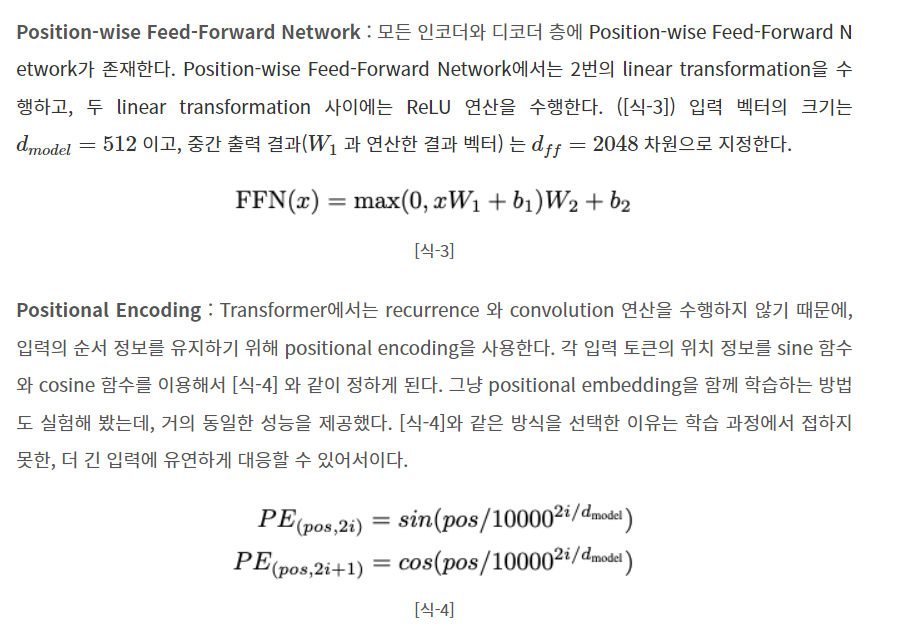 Position-wise Feed-Forward Network : 모든 인코더와 디코더 층에 Position-wise Feed-Forward N
etwork가 존재한다. Position-wise Feed-Forward Network에서는 2번의 linear transformation을 수
행하고, 두 linear transformation 사이에는 ReLU 연산을 수행한다. ([식-3]) 입력 벡터의 크기는
d_{model} = 512 이고, 중간 출력 결과(W_1 과 연산한 결과 벡터) 는 d_{ff} = 2048 차원으로 지정한다.
FFN(x) = max(0, xW_1 + b_1)W_2 + b_2
[식-3]
Positional Encoding : Transformer에서는 recurrence 와 convolution 연산을 수행하지 않기 때문에,
입력의 순서 정보를 유지하기 위해 positional encoding을 사용한다. 각 입력 토큰의 위치 정보를 sine 함수
와 cosine 함수를 이용해서 [식-4] 와 같이 정하게 된다. 그냥 positional embedding을 함께 학습하는 방법
도 실험해 봤는데, 거의 동일한 성능을 제공했다. [식-4]와 같은 방식을 선택한 이유는 학습 과정에서 접하지
못한, 더 긴 입력에 유연하게 대응할 수 있어서이다.
PE_{(pos,2i)} = sin(pos/10000^{2i/d_{model}})
PE_{(pos,2i+1)} = cos(pos/10000^{2i/d_{model}})
[식-4]